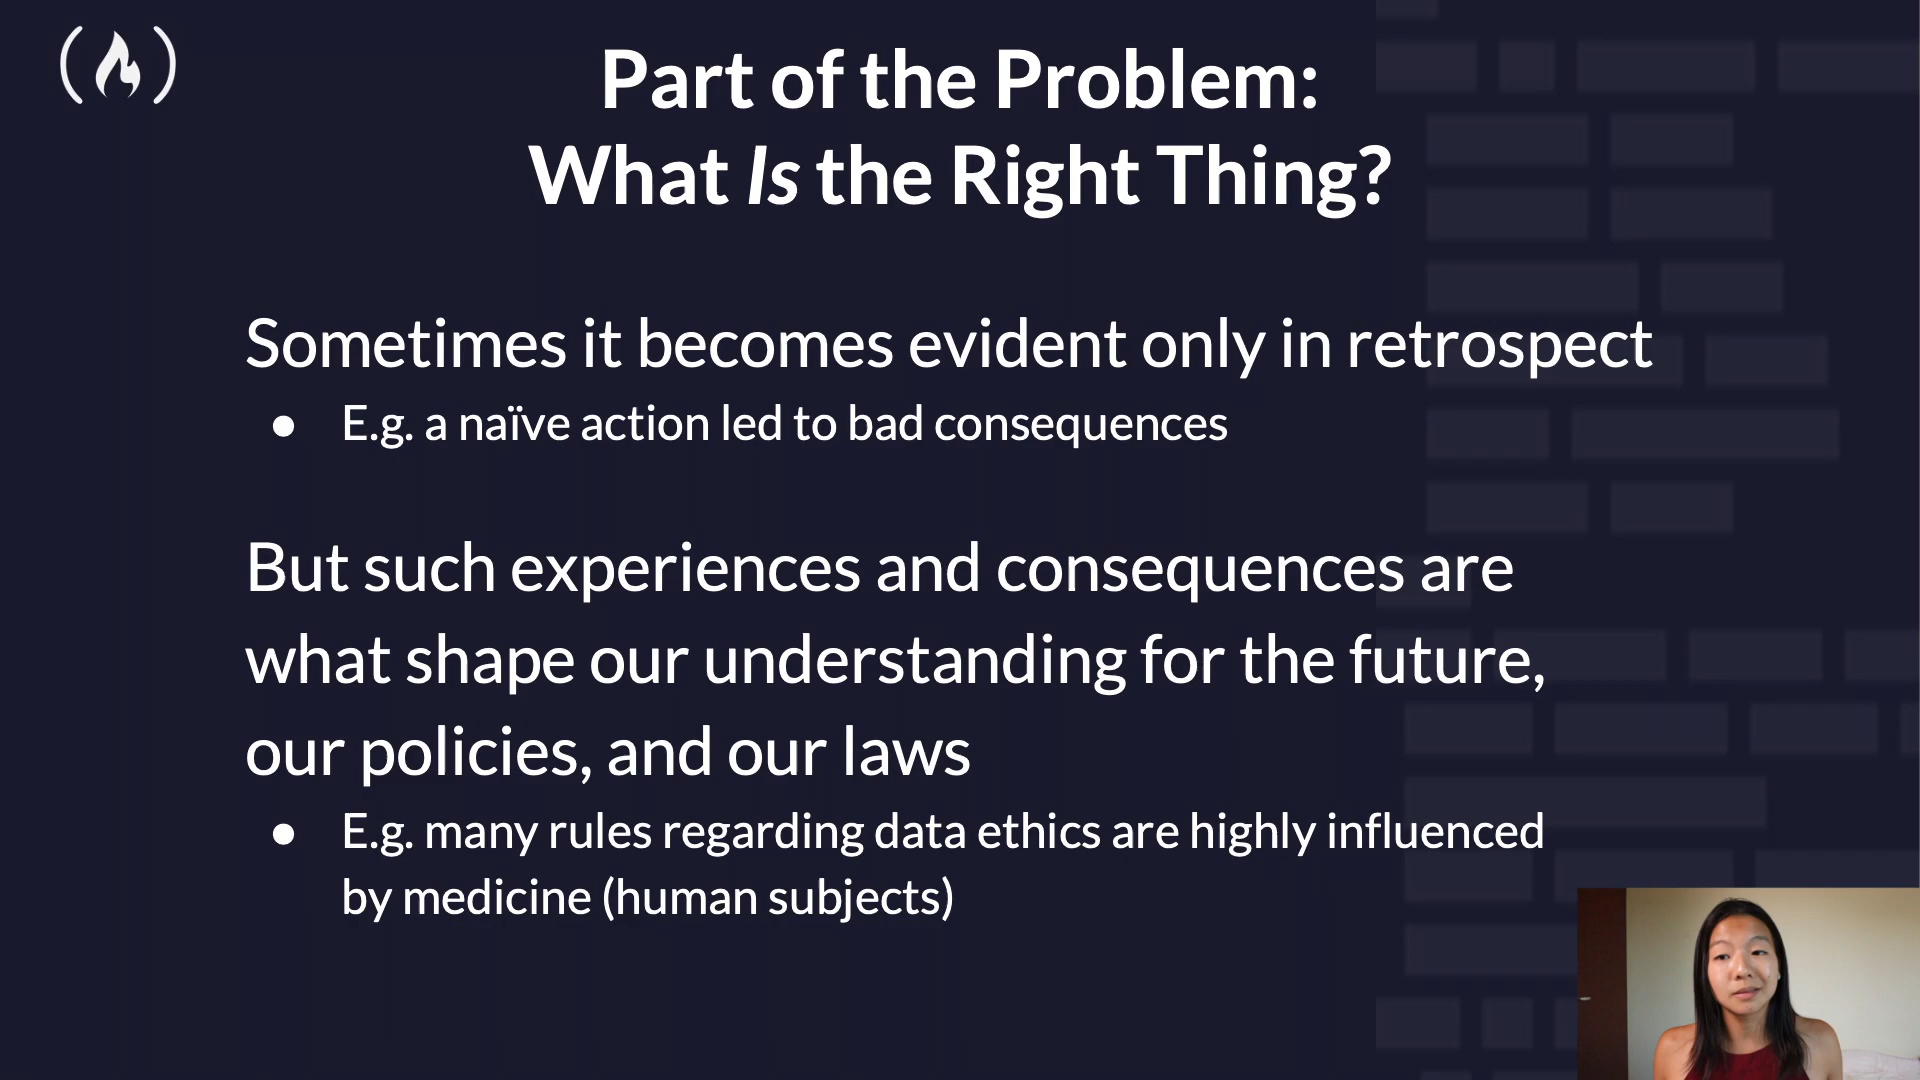 Part of the Problem:
What Is the Right Thing?
Sometimes it becomes evident only in retrospect
● E.g. a naïve action led to bad consequences
But such experiences and consequences are
what shape our understanding for the future,
our policies, and our laws
● E.g. many rules regarding data ethics are highly influenced
by medicine (human subjects)